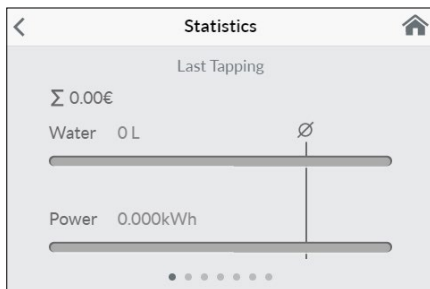 Statistics
Last Tapping
Σ 0.00€
Water 0 L Ø
Power 0.000kWh